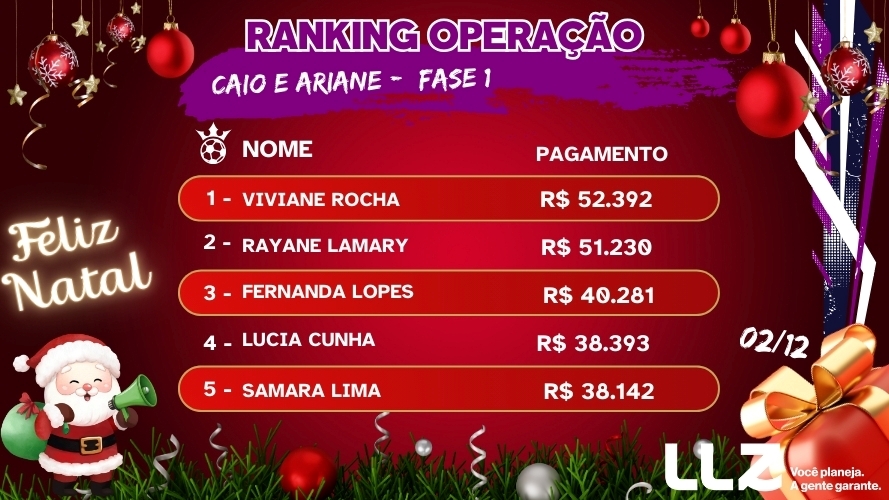 RANKING OPERAÇÃO
CAIO E ARIANE - FASE 1
NOME PAGAMENTO
1 - VIVIANE ROCHA R$ 52.392
2 - RAYANE LAMARY R$ 51.230
3 - FERNANDA LOPES R$ 40.281
4 - LUCIA CUNHA R$ 38.393
5 - SAMARA LIMA R$ 38.142
Feliz
Natal
02/12
LLZ
Você planeja.
A gente garante.